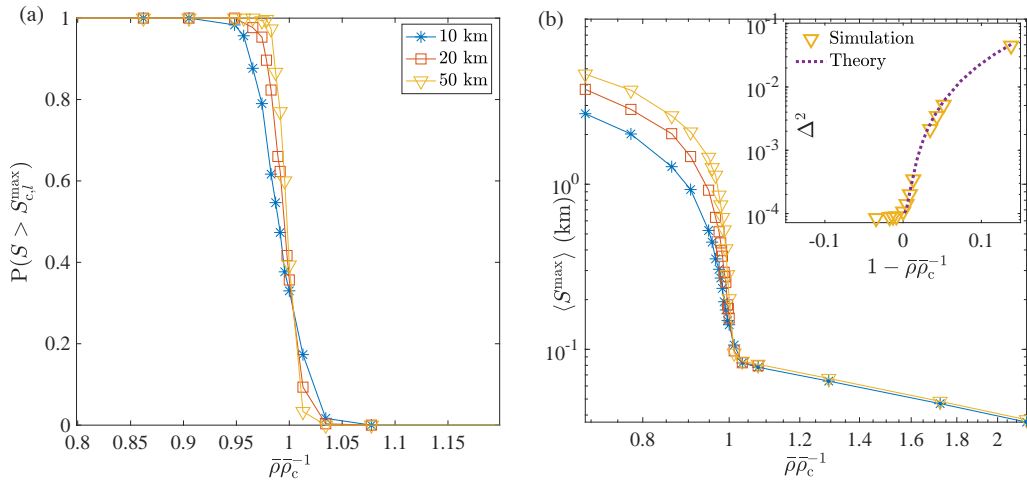 (a)
1
0.8
0.6
0.4
0.2
0
P(S > S_{c,l}^{max})
10 km
20 km
50 km
0.8
0.85
0.9
0.95
1
1.05
1.1
1.15
ρ̄ρ̄_c^{-1}
(b)
10^0
10^{-1}
⟨S^{max}⟩ (km)
0.8
1
1.2
1.4
1.6
1.8
2
ρ̄ρ̄_c^{-1}
10^{-1}
10^{-2}
10^{-3}
10^{-4}
Δ^2
Simulation
Theory
-0.1
0
0.1
1 − ρ̄ρ̄_c^{-1}